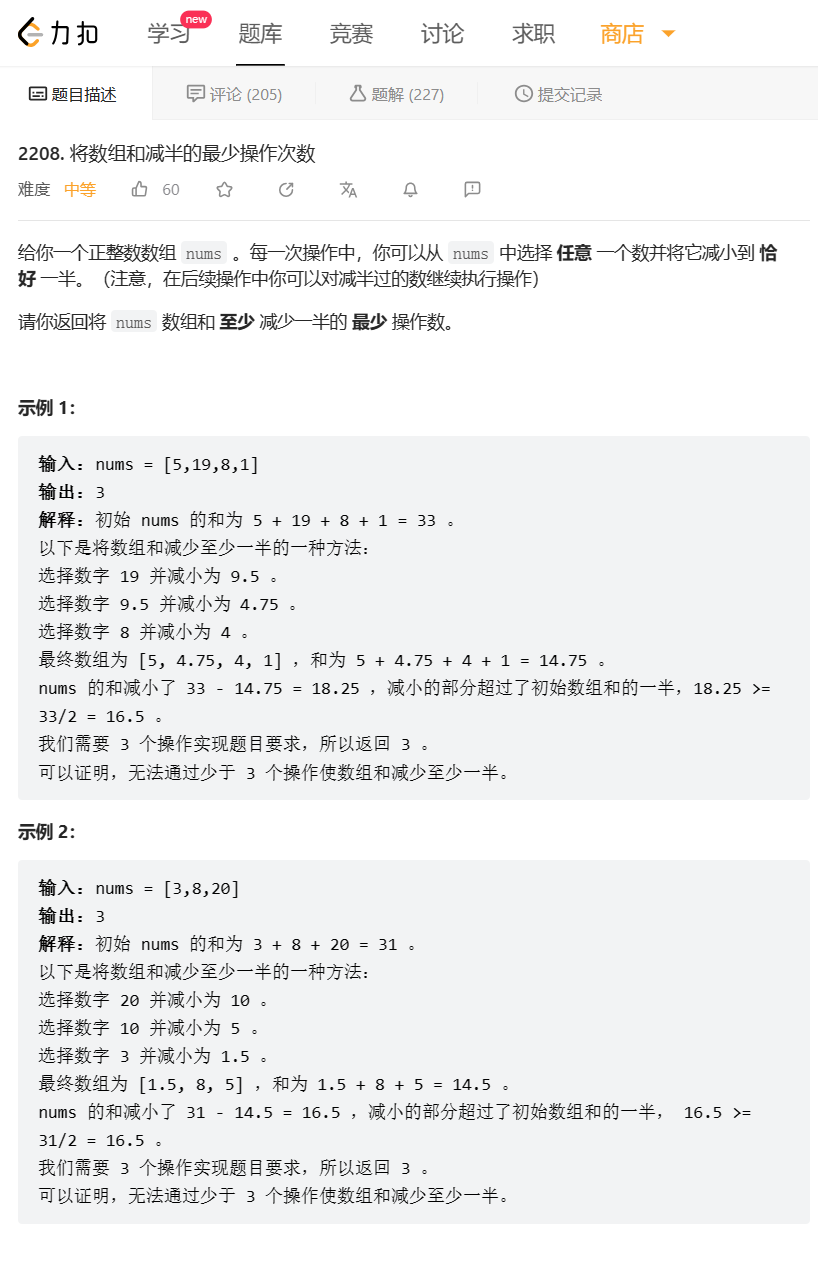 力扣 学习 new 题库 竞赛 讨论 求职 商店
题目描述 评论 (205) 题解 (227) 提交记录
2208. 将数组和减半的最少操作次数
难度 中等 60
给你一个正整数数组 nums 。每一次操作中，你可以从 nums 中选择 任意 一个数并将它减小到 恰
好 一半。（注意，在后续操作中你可以对减半过的数继续执行操作）
请你返回将 nums 数组和 至少 减少一半的 最少 操作数。
示例 1：
输入：nums = [5,19,8,1]
输出：3
解释：初始 nums 的和为 5 + 19 + 8 + 1 = 33 。
以下是将数组和减少至少一半的一种方法：
选择数字 19 并减小为 9.5 。
选择数字 9.5 并减小为 4.75 。
选择数字 8 并减小为 4 。
最终数组为 [5, 4.75, 4, 1] ，和为 5 + 4.75 + 4 + 1 = 14.75 。
nums 的和减小了 33 - 14.75 = 18.25 ，减小的部分超过了初始数组和的一半，18.25 >=
33/2 = 16.5 。
我们需要 3 个操作实现题目要求，所以返回 3 。
可以证明，无法通过少于 3 个操作使数组和减少至少一半。
示例 2：
输入：nums = [3,8,20]
输出：3
解释：初始 nums 的和为 3 + 8 + 20 = 31 。
以下是将数组和减少至少一半的一种方法：
选择数字 20 并减小为 10 。
选择数字 10 并减小为 5 。
选择数字 3 并减小为 1.5 。
最终数组为 [1.5, 8, 5] ，和为 1.5 + 8 + 5 = 14.5 。
nums 的和减小了 31 - 14.5 = 16.5 ，减小的部分超过了初始数组和的一半， 16.5 >=
31/2 = 16.5 。
我们需要 3 个操作实现题目要求，所以返回 3 。
可以证明，无法通过少于 3 个操作使数组和减少至少一半。